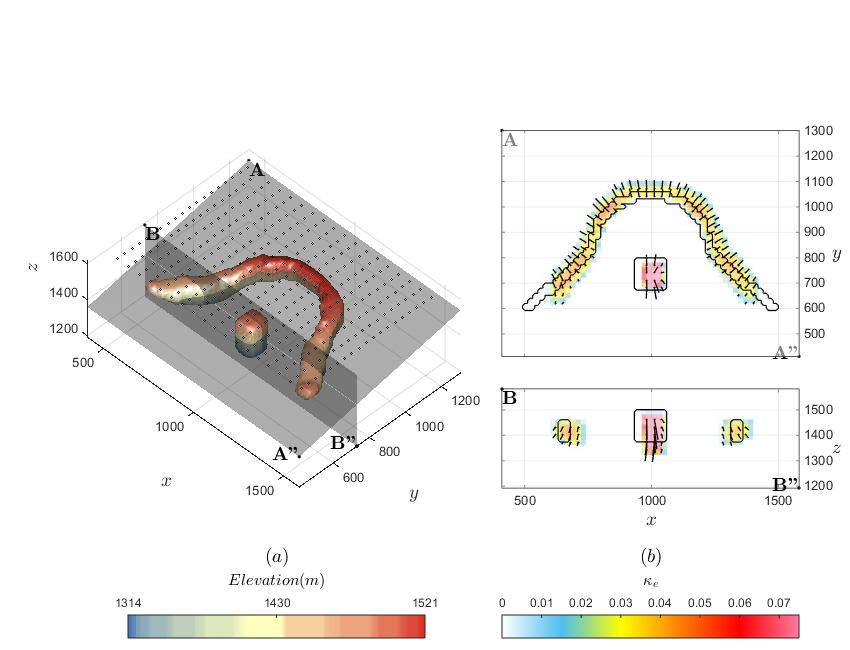 A
B
1600
1400
1200
z
500
1000
1500
x
A"
B"
600
800
1000
1200
y
(a)
Elevation(m)
1314 1430 1521
A
1300
1200
1100
1000
900
800
700
600
500
y
A"
B
1500
1400
1300
1200
z
B"
500 1000 1500
x
(b)
κe
0 0.01 0.02 0.03 0.04 0.05 0.06 0.07